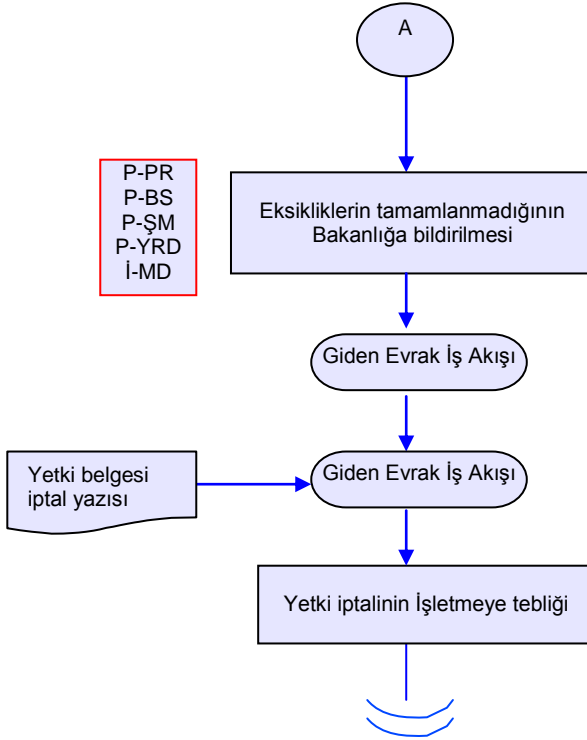 A
P-PR
P-BS
P-ŞM
P-YRD
İ-MD
Eksikliklerin tamamlanmadığının
Bakanlığa bildirilmesi
Giden Evrak İş Akışı
Yetki belgesi
iptal yazısı
Giden Evrak İş Akışı
Yetki iptalinin İşletmeye tebliği